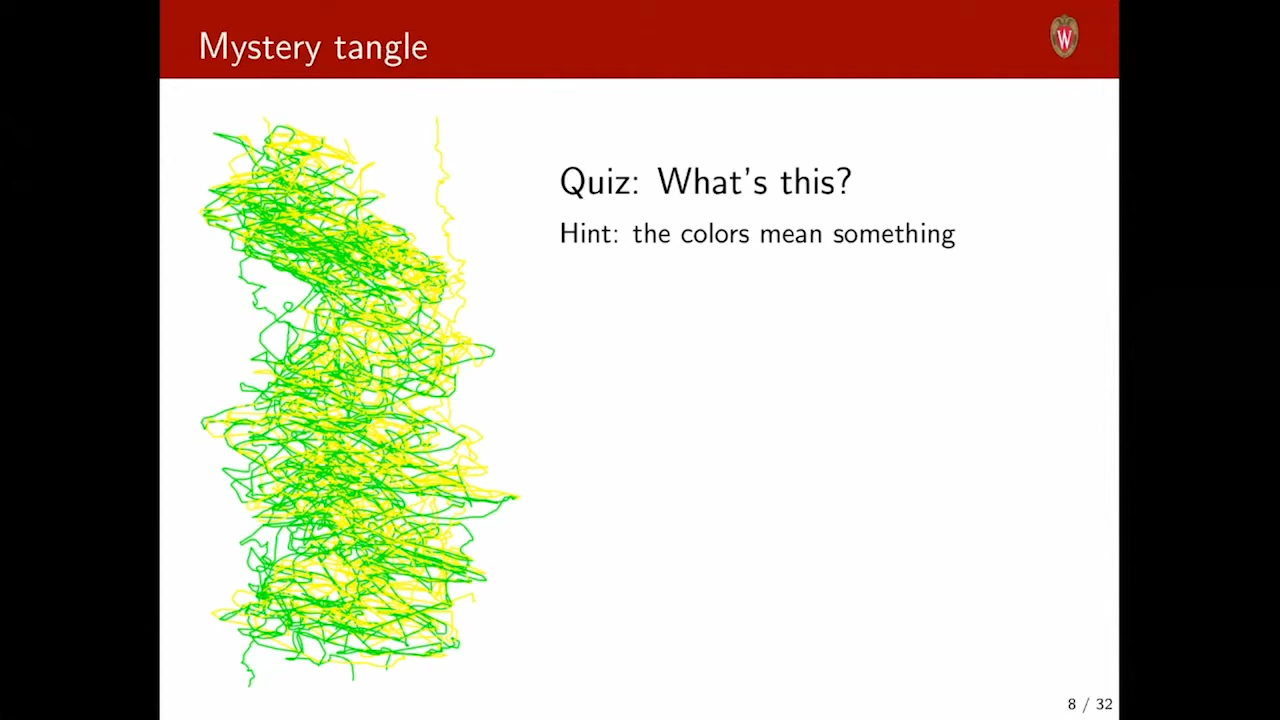 Mystery tangle
W
Quiz: What's this?
Hint: the colors mean something
8 / 32